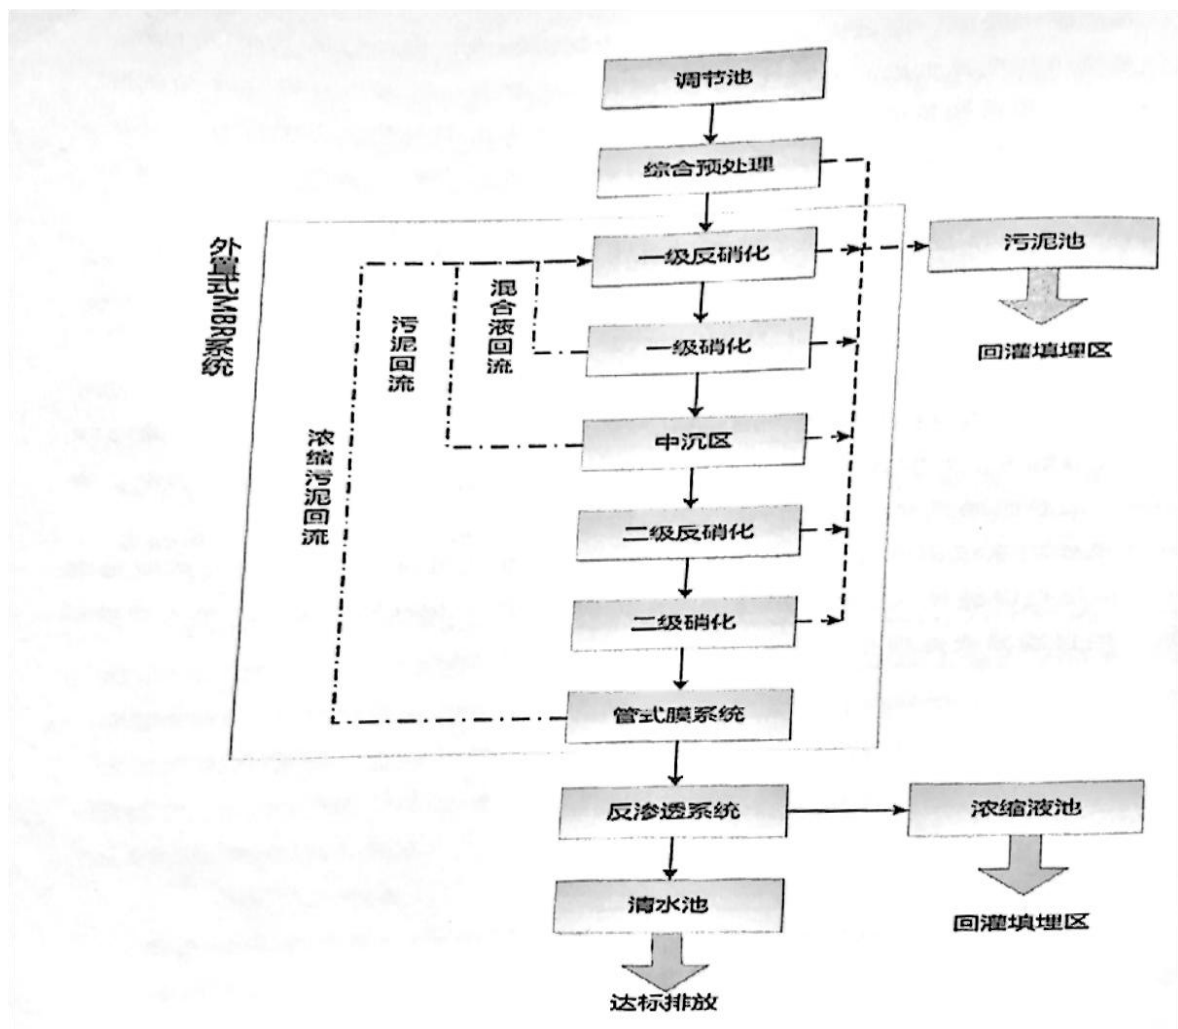 调节池
综合预处理
外置式MBR系统
一级反硝化
污泥池
混合液回流
污泥回流
一级硝化
回灌填埋区
浓缩污泥回流
中沉区
二级反硝化
二级硝化
管式膜系统
反渗透系统
浓缩液池
清水池
回灌填埋区
达标排放